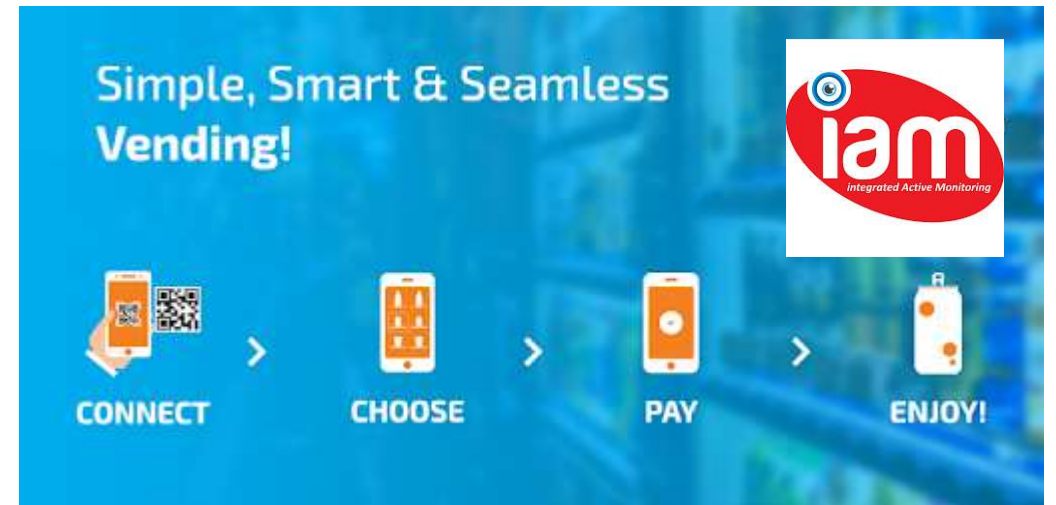 Simple, Smart & Seamless
Vending!
iam
integrated Active Monitoring
CONNECT
CHOOSE
PAY
ENJOY!